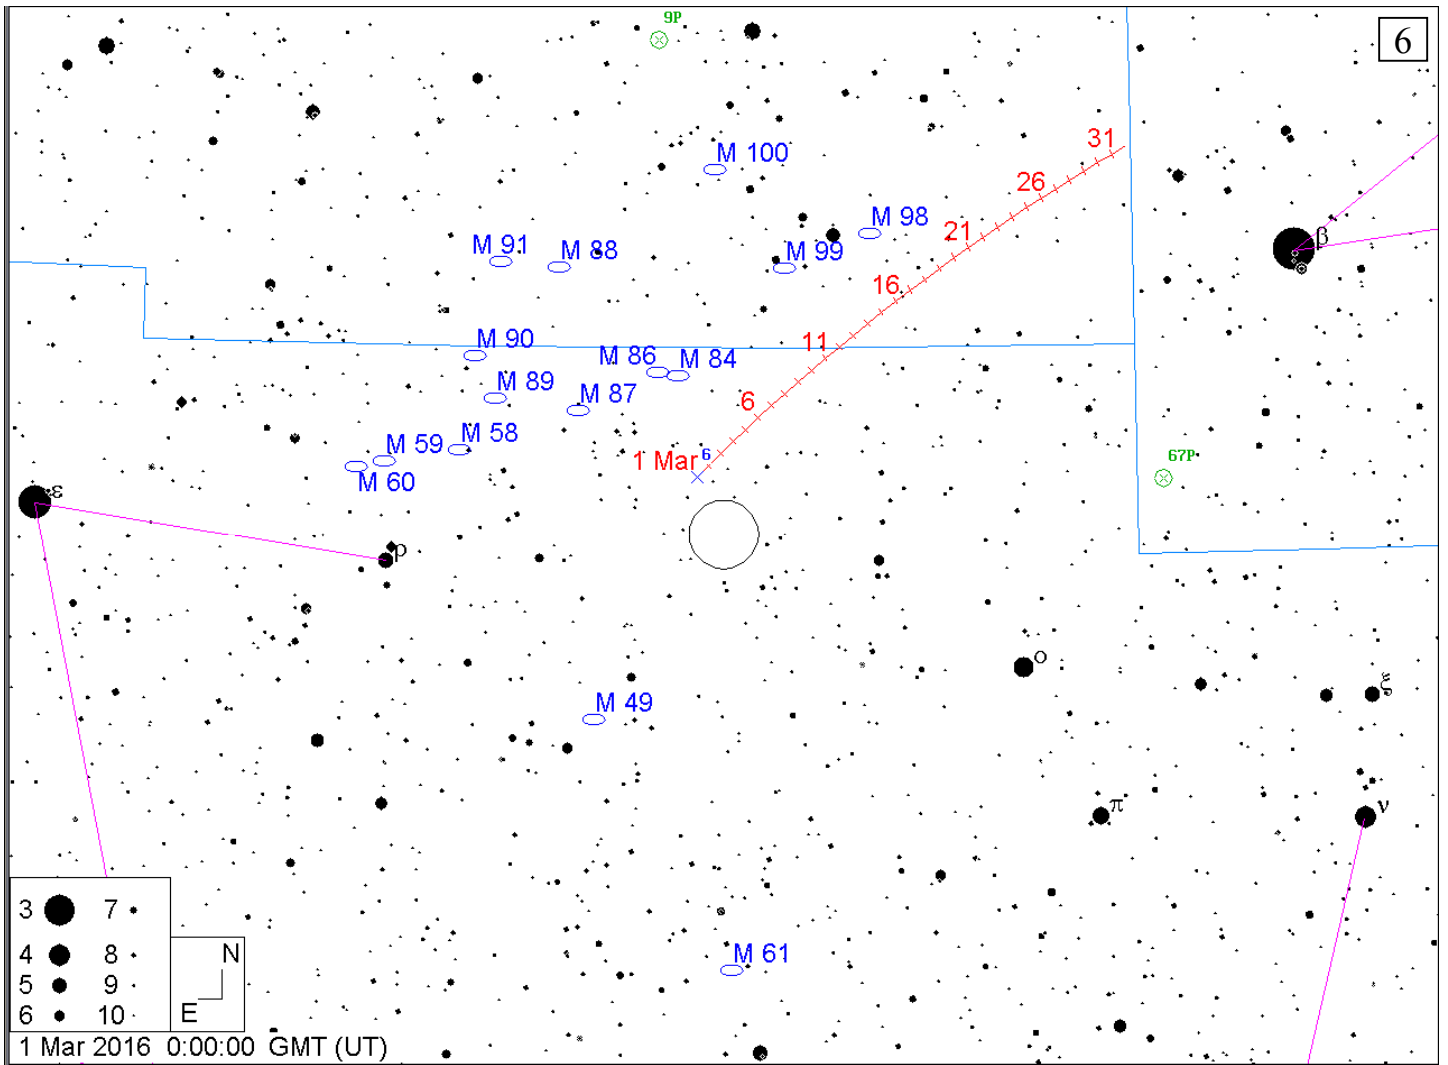 9P
6
31
M 100
26
M 98
21
β
M 91
M 88
M 99
16
M 90
11
M 86
M 84
M 89
M 87
6
M 59
M 58
1 Mar
6
67P
M 60
ε
ρ
ο
ξ
M 49
π
ν
3
7
4
8
5
9
6
10
N
E
M 61
1 Mar 2016 0:00:00 GMT (UT)